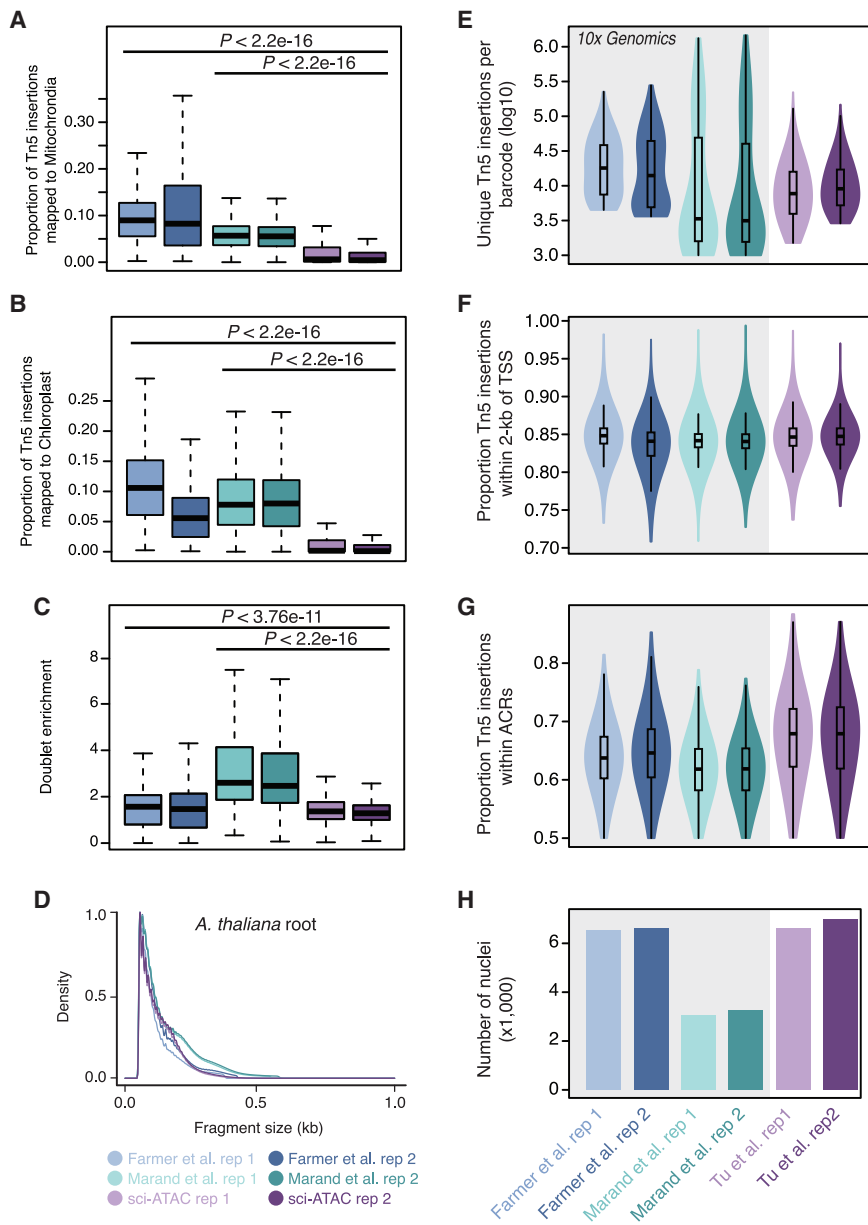 A
P < 2.2e-16
P < 2.2e-16
Proportion of Tn5 insertions
mapped to Mitochrondia
0.30
0.20
0.10
0.00
B
P < 2.2e-16
P < 2.2e-16
Proportion of Tn5 insertions
mapped to Chloroplast
0.25
0.20
0.15
0.10
0.05
0.00
C
P < 3.76e-11
P < 2.2e-16
Doublet enrichment
8
6
4
2
0
D
A. thaliana root
Density
1.0
0.5
0.0
0.0
0.5
1.0
Fragment size (kb)
Farmer et al. rep 1
Farmer et al. rep 2
Marand et al. rep 1
Marand et al. rep 2
sci-ATAC rep 1
sci-ATAC rep 2
E
10x Genomics
Unique Tn5 insertions per
barcode (log10)
6.0
5.5
5.0
4.5
4.0
3.5
3.0
F
Proportion Tn5 insertions
within 2-kb of TSS
1.00
0.95
0.90
0.85
0.80
0.75
0.70
G
Proportion Tn5 insertions
within ACRs
0.8
0.7
0.6
0.5
H
Number of nuclei
(x1,000)
6
4
2
0
Farmer et al. rep 1
Farmer et al. rep 2
Marand et al. rep 1
Marand et al. rep 2
Tu et al. rep1
Tu et al. rep2